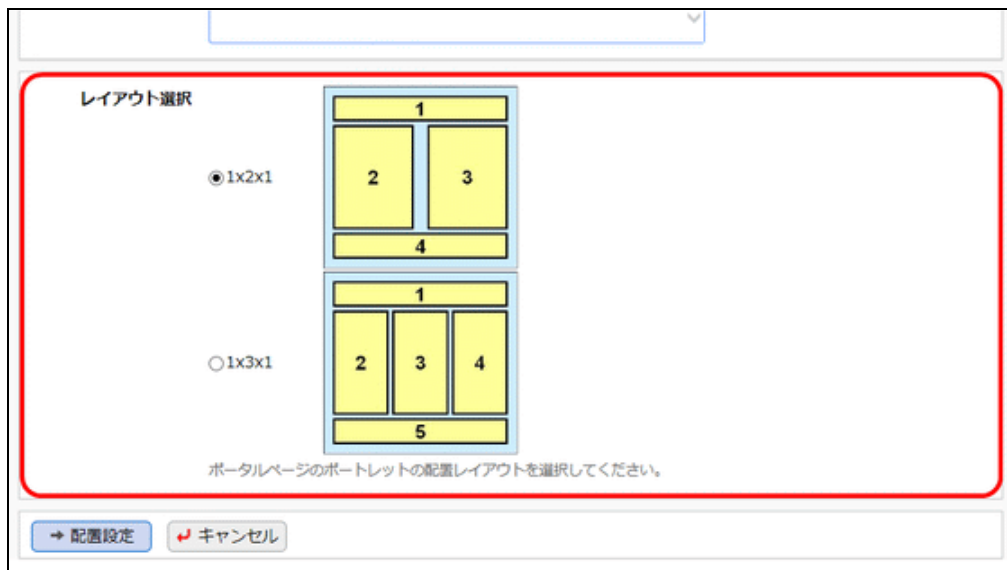 レイアウト選択
1
1x2x1
2 3
4
1
1x3x1
2 3 4
5
ポータルページのポートレットの配置レイアウトを選択してください。
配置設定 キャンセル